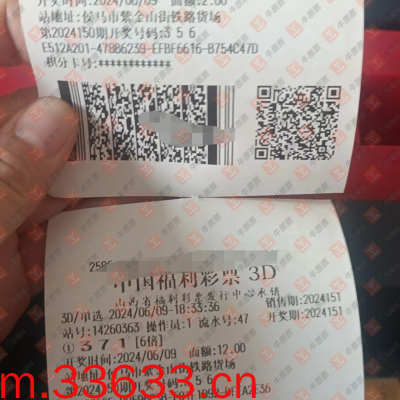 开奖时间:2024/06/09 面额:2.00
站地址:侯马市紫金山街铁路货场
第2024150期开奖号码:3 5 6
E512A201-47886239-EFBF6616-B754C47D
积分卡号:************
中国福利彩票 3D
山西省福利彩票发行中心承销
3D/单选 2024/06/09-18:33:36 销售期:2024151
站号:14260363 操作员:1 流水号:47 开奖期:2024151
① 3 7 1 [6倍]
开奖时间:2024/06/09 面额:12.00
m.33633.cn